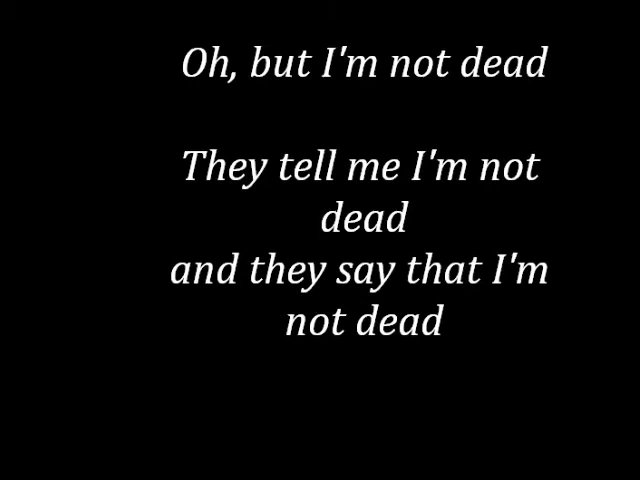 Oh, but I'm not dead
They tell me I'm not
dead
and they say that I'm
not dead